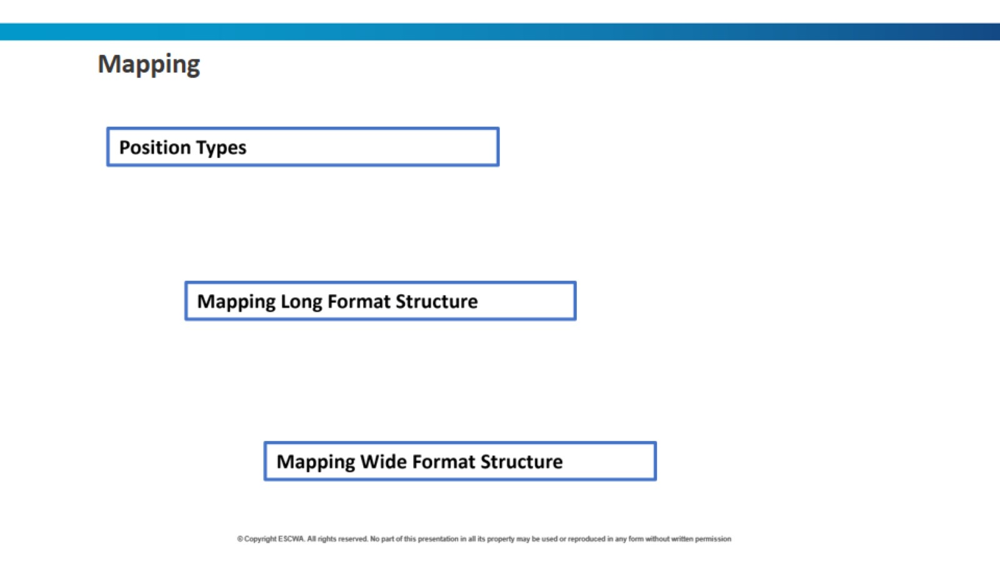 Mapping
Position Types
Mapping Long Format Structure
Mapping Wide Format Structure
© Copyright ESCWA. All rights reserved. No part of this presentation in all its property may be used or reproduced in any form without written permission